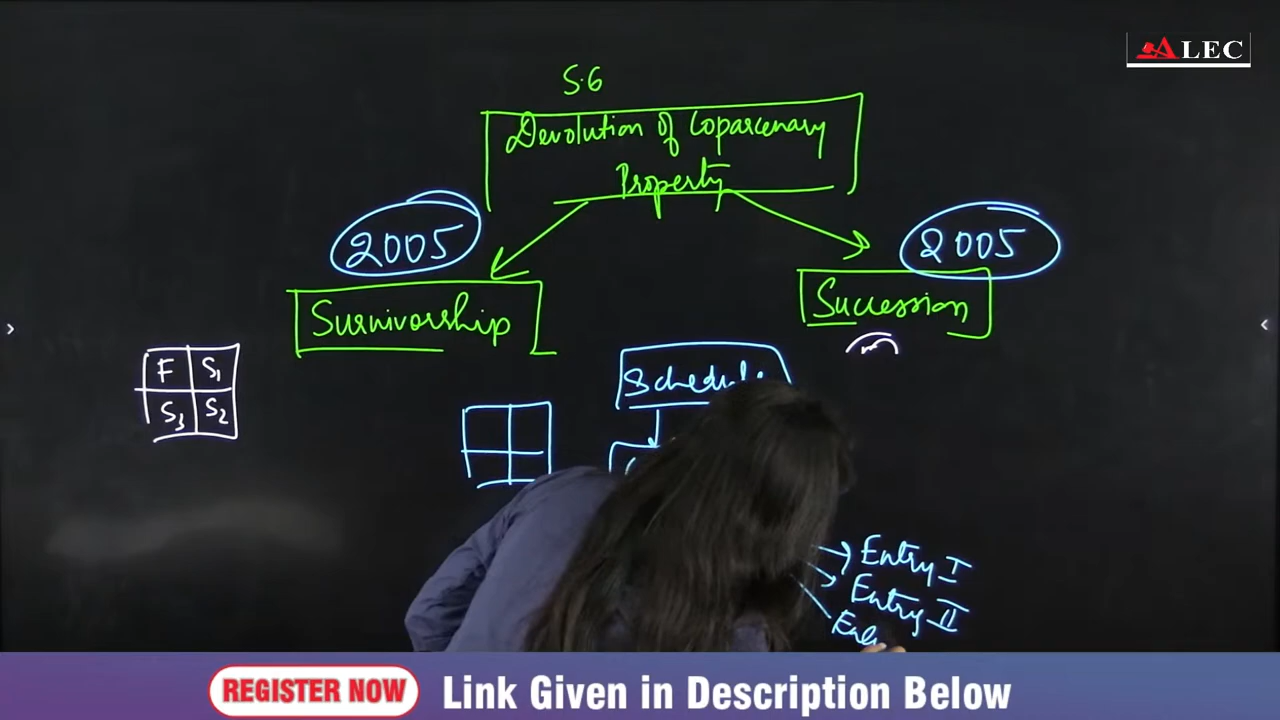 ALEC
S.6
Devolution of Coparcenary
Property
2005
2005
Survivorship
Succession
F S1
S3 S2
Schedule
Entry I
Entry II
REGISTER NOW
Link Given in Description Below